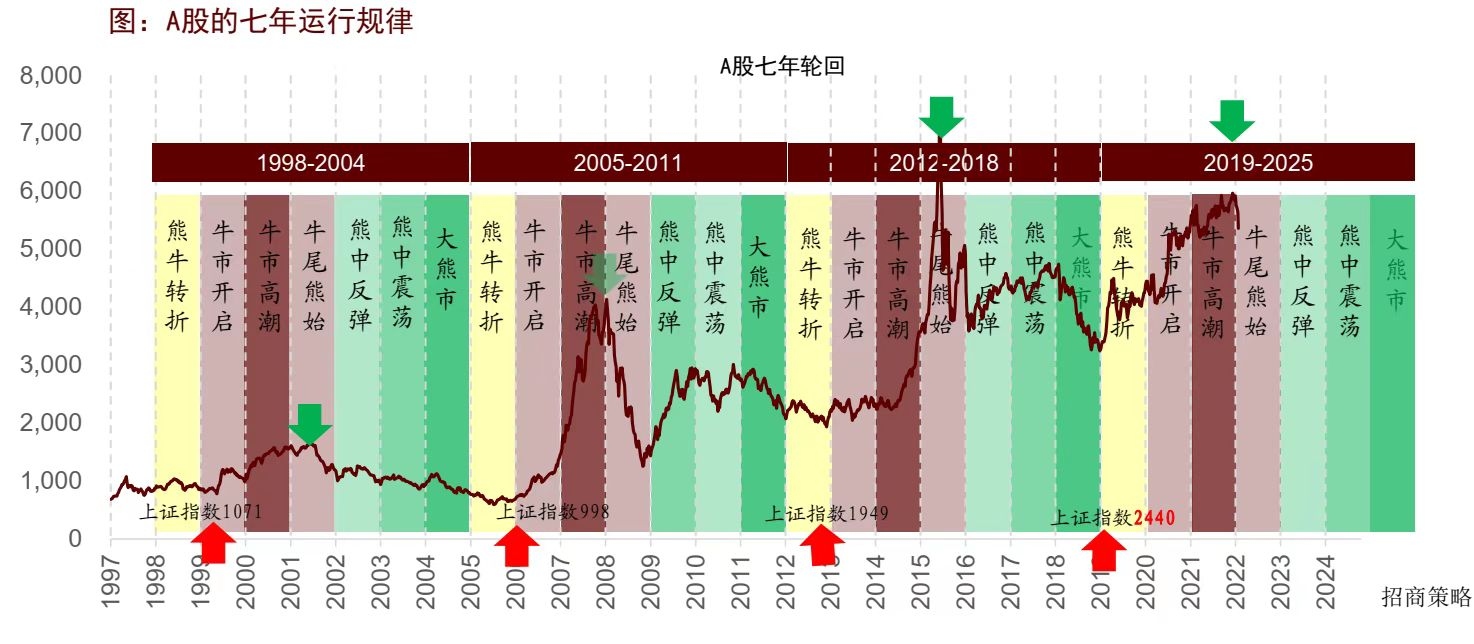 图：A股的七年运行规律
A股七年轮回
8,000
7,000
6,000
5,000
4,000
3,000
2,000
1,000
0
1998-2004
2005-2011
2012-2018
2019-2025
熊牛转折
牛市开启
牛市高潮
牛尾熊始
熊中反弹
熊中震荡
大熊市
熊牛转折
牛市开启
牛市高潮
牛尾熊始
熊中反弹
熊中震荡
大熊市
熊牛转折
牛市开启
牛市高潮
牛尾熊始
熊中反弹
熊中震荡
大熊市
熊牛转折
牛市开启
牛市高潮
牛尾熊始
熊中反弹
熊中震荡
大熊市
上证指数1071
上证指数998
上证指数1949
上证指数2440
1997
1998
1999
2000
2001
2002
2003
2004
2005
2006
2007
2008
2009
2010
2011
2012
2013
2014
2015
2016
2017
2018
2019
2020
2021
2022
2023
2024
招商策略